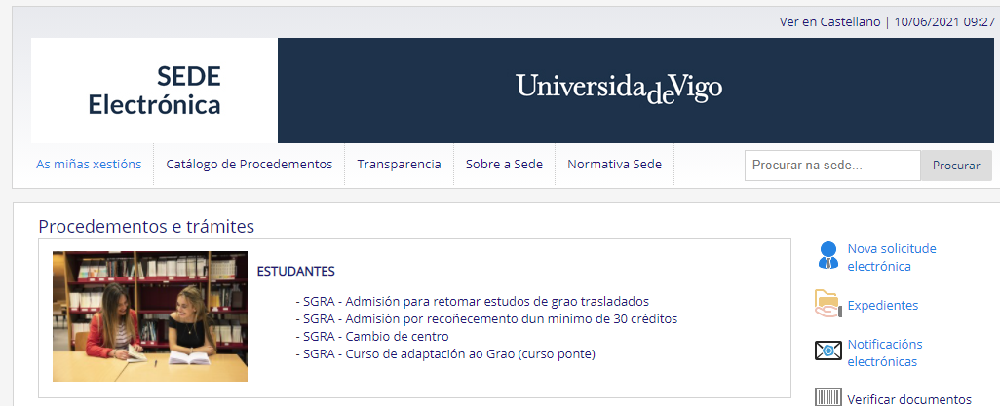 Ver en Castellano | 10/06/2021 09:27
SEDE
Electrónica
UniversidadeVigo
As miñas xestións
Catálogo de Procedementos
Transparencia
Sobre a Sede
Normativa Sede
Procurar na sede...
Procurar
Procedementos e trámites
ESTUDANTES
- SGRA - Admisión para retomar estudos de grao trasladados
- SGRA - Admisión por recoñecemento dun mínimo de 30 créditos
- SGRA - Cambio de centro
- SGRA - Curso de adaptación ao Grao (curso ponte)
Nova solicitude
electrónica
Expedientes
Notificacións
electrónicas
Verificar documentos